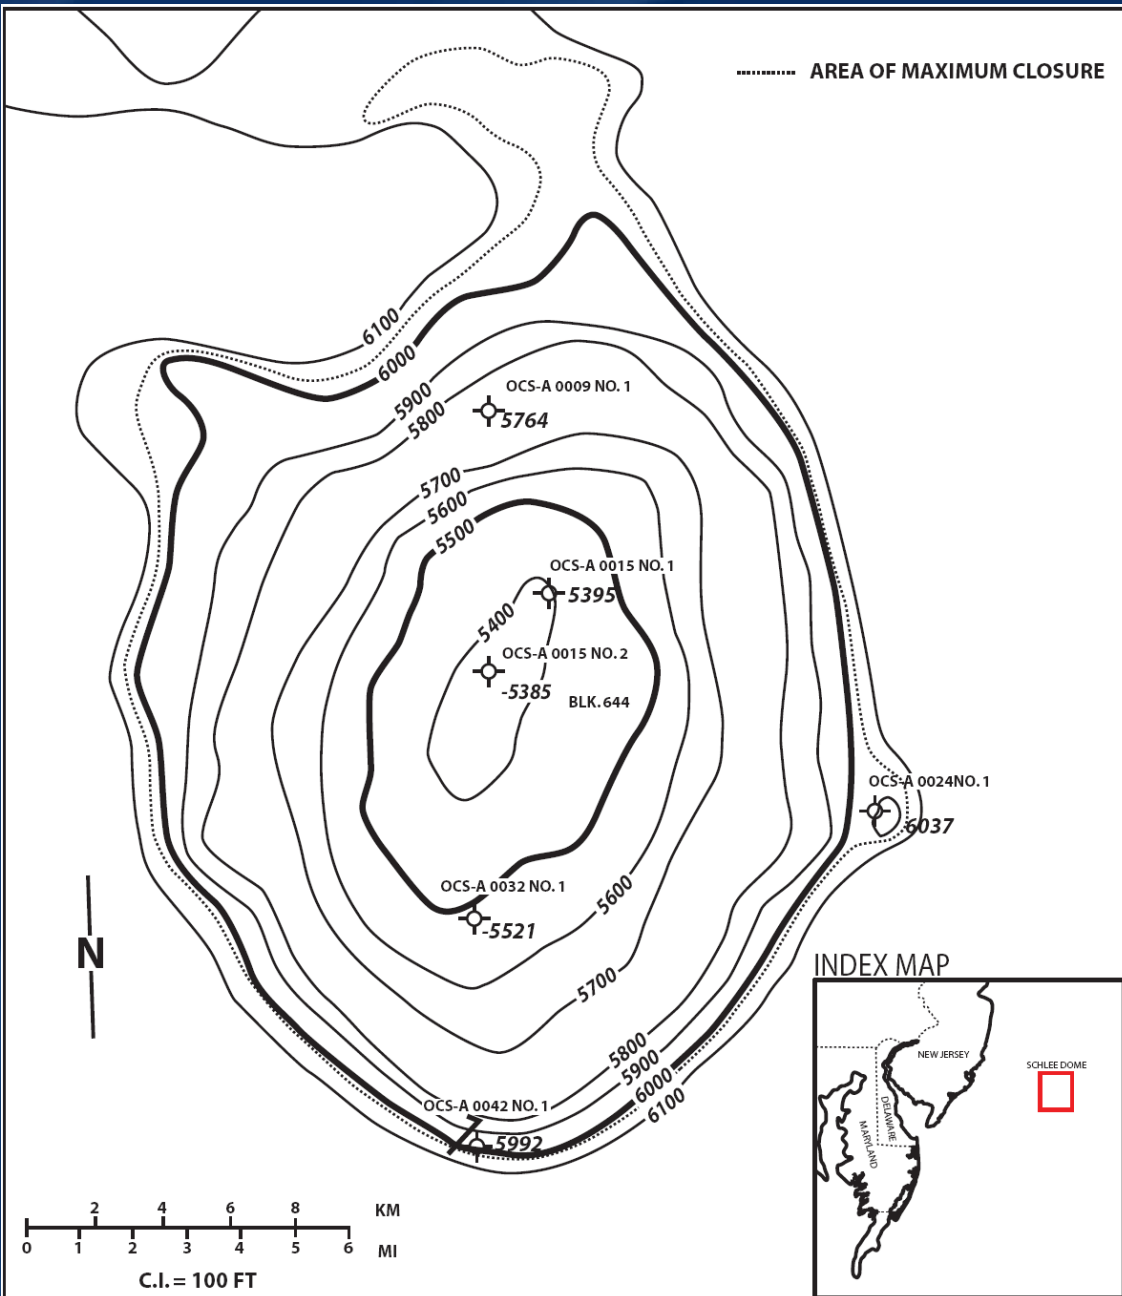 AREA OF MAXIMUM CLOSURE
6100
6000
5900
5800
OCS-A 0009 NO. 1
5764
5700
5600
5500
OCS-A 0015 NO. 1
5395
5400
OCS-A 0015 NO. 2
-5385
BLK. 644
OCS-A 0024NO. 1
6037
OCS-A 0032 NO. 1
-5521
5600
5700
5800
5900
6000
6100
OCS-A 0042 NO. 1
-5992
N
INDEX MAP
NEW JERSEY
SCHLEE DOME
DELAWARE
MARYLAND
2 4 6 8 KM
0 1 2 3 4 5 6 MI
C.I. = 100 FT